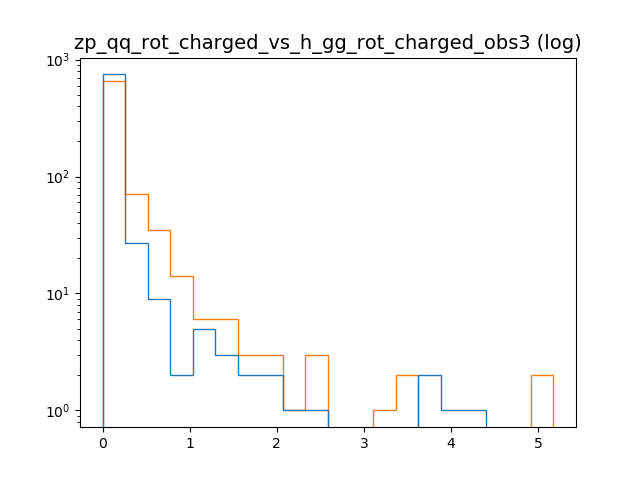 zp_qq_rot_charged_vs_h_gg_rot_charged_obs3 (log)
10³
10²
10¹
10⁰
0 1 2 3 4 5